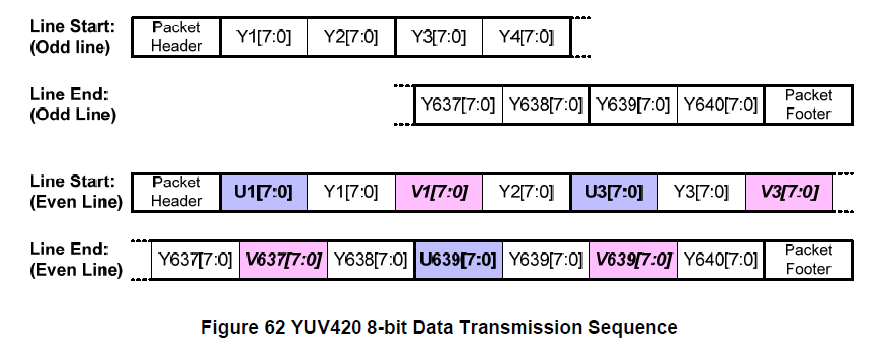 Line Start:
(Odd line)
Packet Header
Y1[7:0]
Y2[7:0]
Y3[7:0]
Y4[7:0]
Line End:
(Odd Line)
Y637[7:0]
Y638[7:0]
Y639[7:0]
Y640[7:0]
Packet Footer
Line Start:
(Even Line)
Packet Header
U1[7:0]
Y1[7:0]
V1[7:0]
Y2[7:0]
U3[7:0]
Y3[7:0]
V3[7:0]
Line End:
(Even Line)
Y637[7:0]
V637[7:0]
Y638[7:0]
U639[7:0]
Y639[7:0]
V639[7:0]
Y640[7:0]
Packet Footer
Figure 62 YUV420 8-bit Data Transmission Sequence